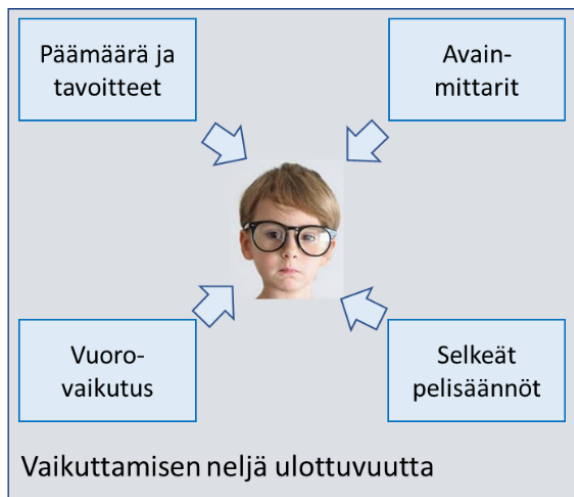 Päämäärä ja
tavoitteet
Avain-
mittarit
Vuoro-
vaikutus
Selkeät
pelisäännöt
Vaikuttamisen neljä ulottuvuutta